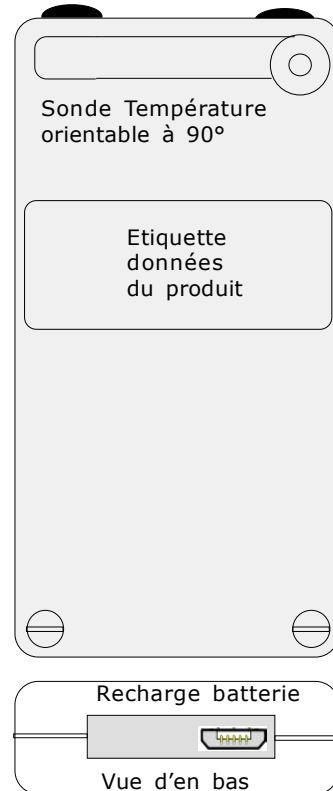 Sonde Température
orientable à 90°
Etiquette
données
du produit
Recharge batterie
Vue d'en bas